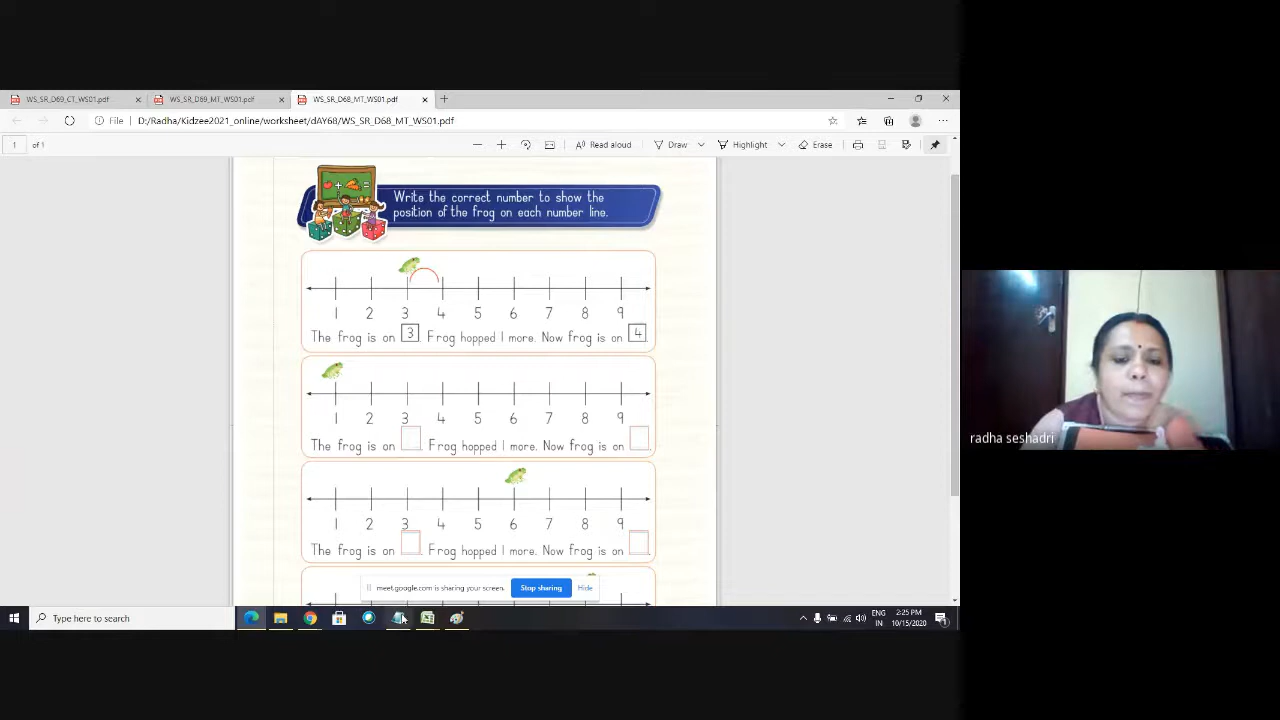 WS_SR_D69_CT_WS01.pdf
WS_SR_D69_MT_WS01.pdf
WS_SR_D68_MT_WS01.pdf
File
D:/Radha/Kidzee2021_online/worksheet/dAY68/WS_SR_D68_MT_WS01.pdf
1 of 1
Read aloud
Draw
Highlight
Erase
Write the correct number to show the
position of the frog on each number line.
1 2 3 4 5 6 7 8 9
The frog is on 3. Frog hopped 1 more. Now frog is on 4.
1 2 3 4 5 6 7 8 9
The frog is on . Frog hopped 1 more. Now frog is on .
1 2 3 4 5 6 7 8 9
The frog is on . Frog hopped 1 more. Now frog is on .
meet.google.com is sharing your screen.
Stop sharing
Hide
Type here to search
ENG
IN
2:25 PM
10/15/2020
radha seshadri